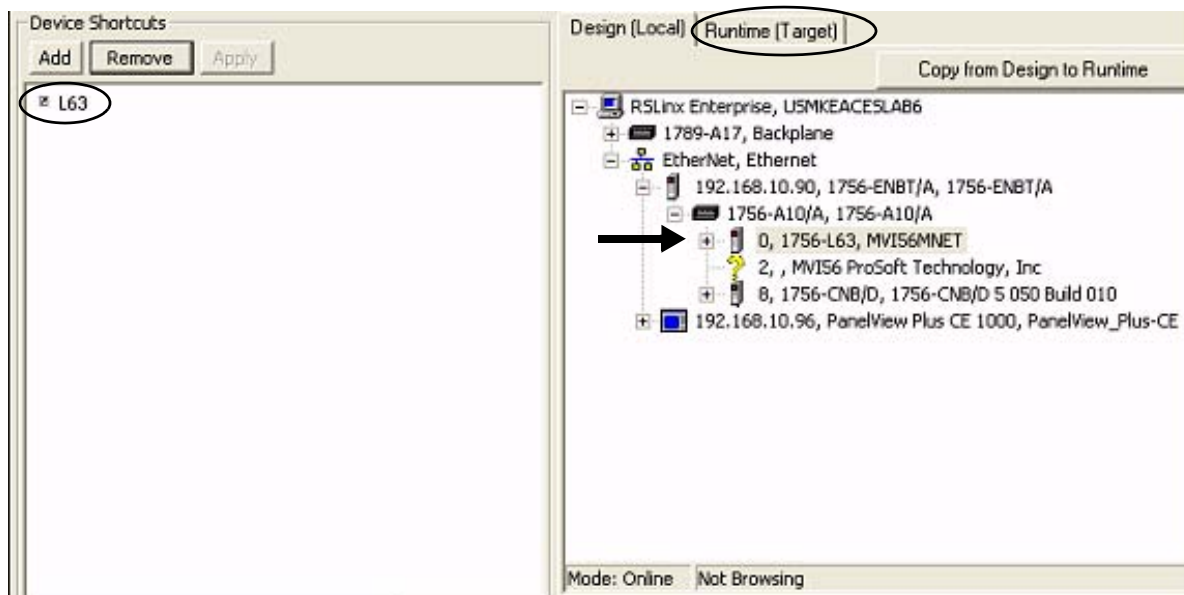 Device Shortcuts
Add Remove Apply
L63
Design (Local) Runtime (Target)
Copy from Design to Runtime
RSLinx Enterprise, USMKEACESLAB6
1789-A17, Backplane
EtherNet, Ethernet
192.168.10.90, 1756-ENBT/A, 1756-ENBT/A
1756-A10/A, 1756-A10/A
0, 1756-L63, MVI56MNET
2, , MVI56 ProSoft Technology, Inc
8, 1756-CNB/D, 1756-CNB/D 5 050 Build 010
192.168.10.96, PanelView Plus CE 1000, PanelView_Plus-CE
Mode: Online Not Browsing